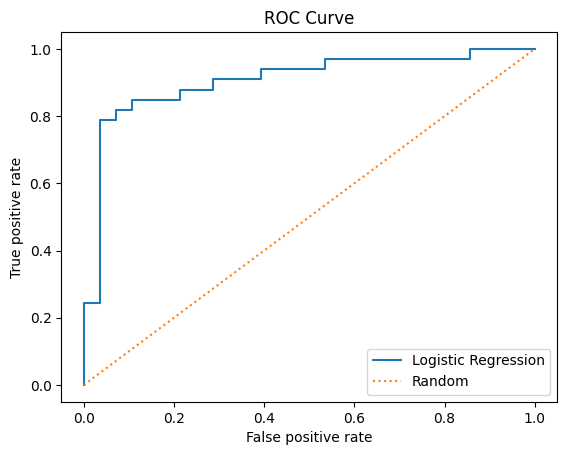 ROC Curve
True positive rate
1.0
0.8
0.6
0.4
0.2
0.0
Logistic Regression
Random
0.0 0.2 0.4 0.6 0.8 1.0
False positive rate